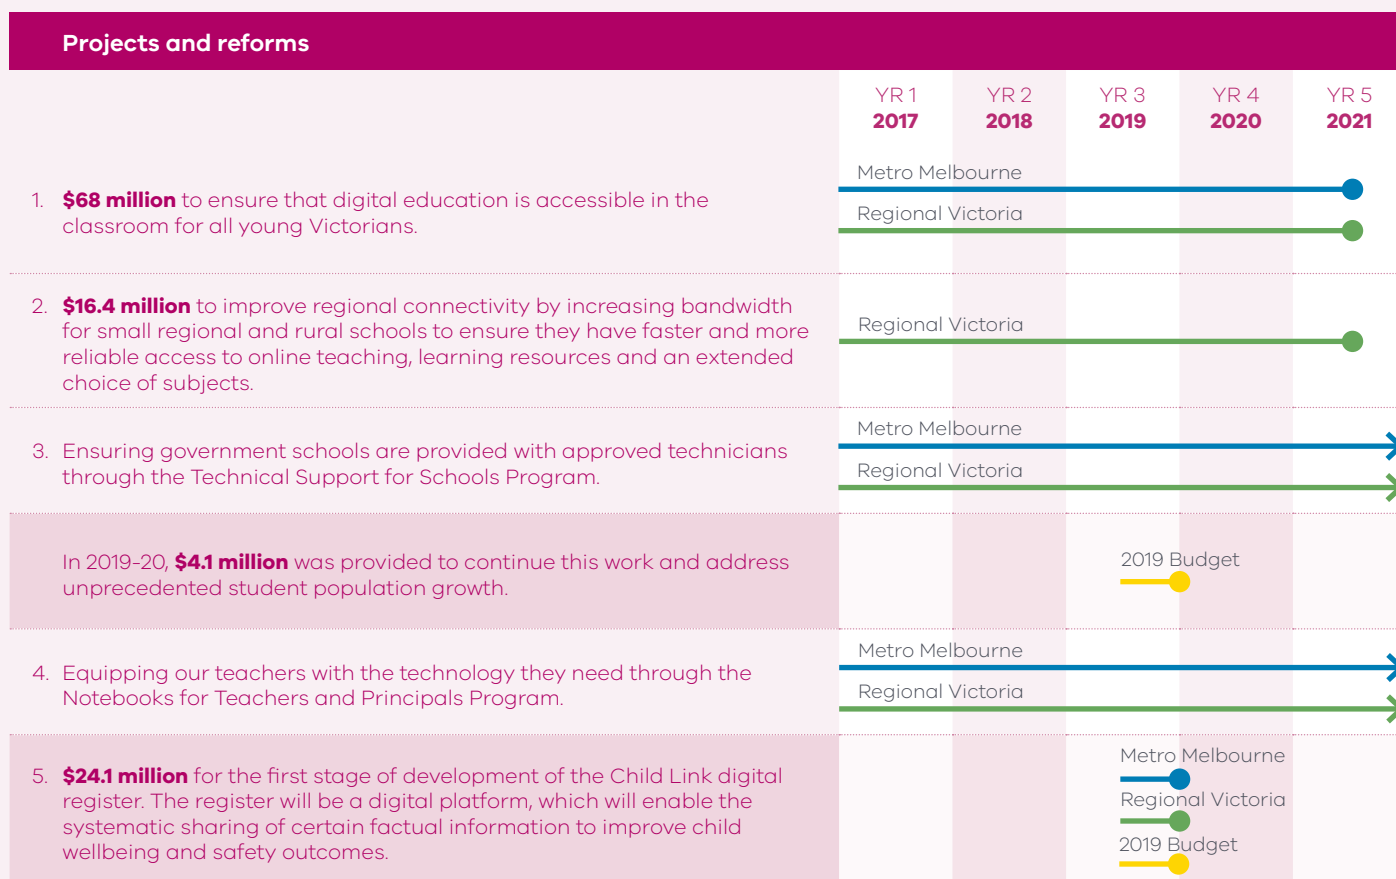 Projects and reforms
YR 1 YR 2 YR 3 YR 4 YR 5
2017 2018 2019 2020 2021
1. $68 million to ensure that digital education is accessible in the
classroom for all young Victorians.
Metro Melbourne
Regional Victoria
2. $16.4 million to improve regional connectivity by increasing bandwidth
for small regional and rural schools to ensure they have faster and more
reliable access to online teaching, learning resources and an extended
choice of subjects.
Regional Victoria
3. Ensuring government schools are provided with approved technicians
through the Technical Support for Schools Program.
Metro Melbourne
Regional Victoria
In 2019-20, $4.1 million was provided to continue this work and address
unprecedented student population growth.
2019 Budget
4. Equipping our teachers with the technology they need through the
Notebooks for Teachers and Principals Program.
Metro Melbourne
Regional Victoria
5. $24.1 million for the first stage of development of the Child Link digital
register. The register will be a digital platform, which will enable the
systematic sharing of certain factual information to improve child
wellbeing and safety outcomes.
Metro Melbourne
Regional Victoria
2019 Budget